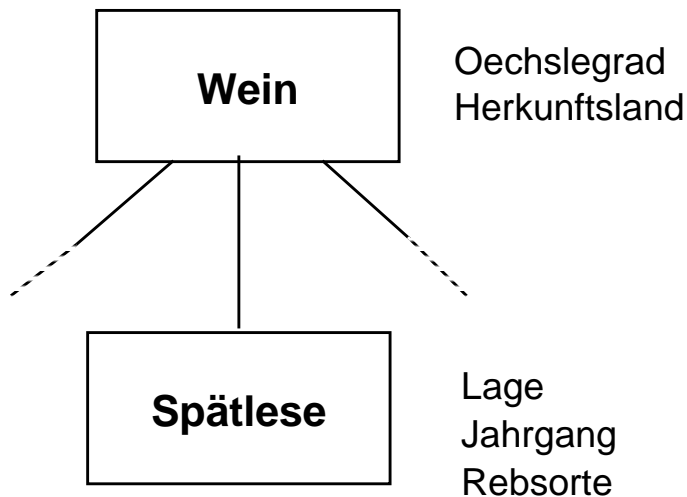 Wein
Oechslegrad
Herkunftsland
Spätlese
Lage
Jahrgang
Rebsorte